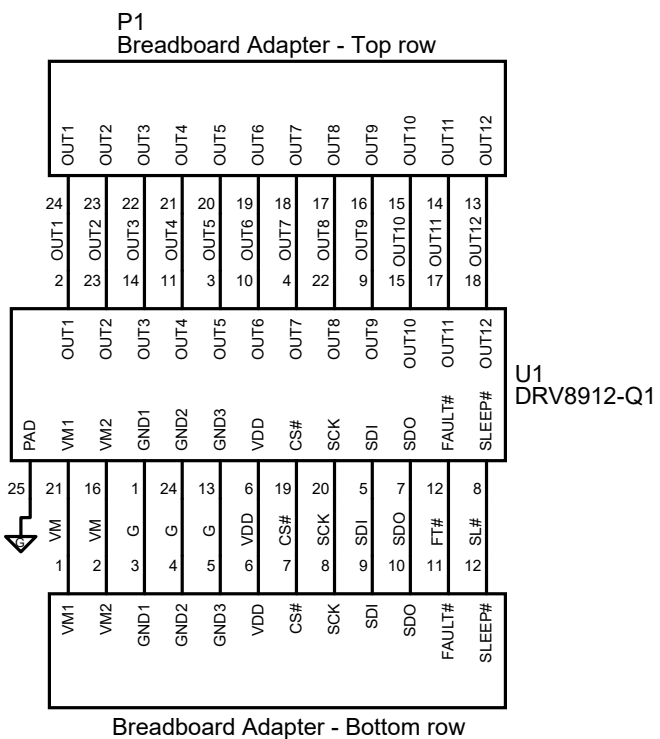 P1
Breadboard Adapter - Top row
OUT1 OUT2 OUT3 OUT4 OUT5 OUT6 OUT7 OUT8 OUT9 OUT10 OUT11 OUT12
24 23 22 21 20 19 18 17 16 15 14 13
OUT1 OUT2 OUT3 OUT4 OUT5 OUT6 OUT7 OUT8 OUT9 OUT10 OUT11 OUT12
2 23 14 11 3 10 4 22 9 15 17 18
OUT1 OUT2 OUT3 OUT4 OUT5 OUT6 OUT7 OUT8 OUT9 OUT10 OUT11 OUT12
U1
DRV8912-Q1
PAD VM1 VM2 GND1 GND2 GND3 VDD CS# SCK SDI SDO FAULT# SLEEP#
25 21 16 1 24 13 6 19 20 5 7 12 8
G VM VM G G G VDD CS# SCK SDI SDO FT# SL#
1 2 3 4 5 6 7 8 9 10 11 12
VM1 VM2 GND1 GND2 GND3 VDD CS# SCK SDI SDO FAULT# SLEEP#
Breadboard Adapter - Bottom row